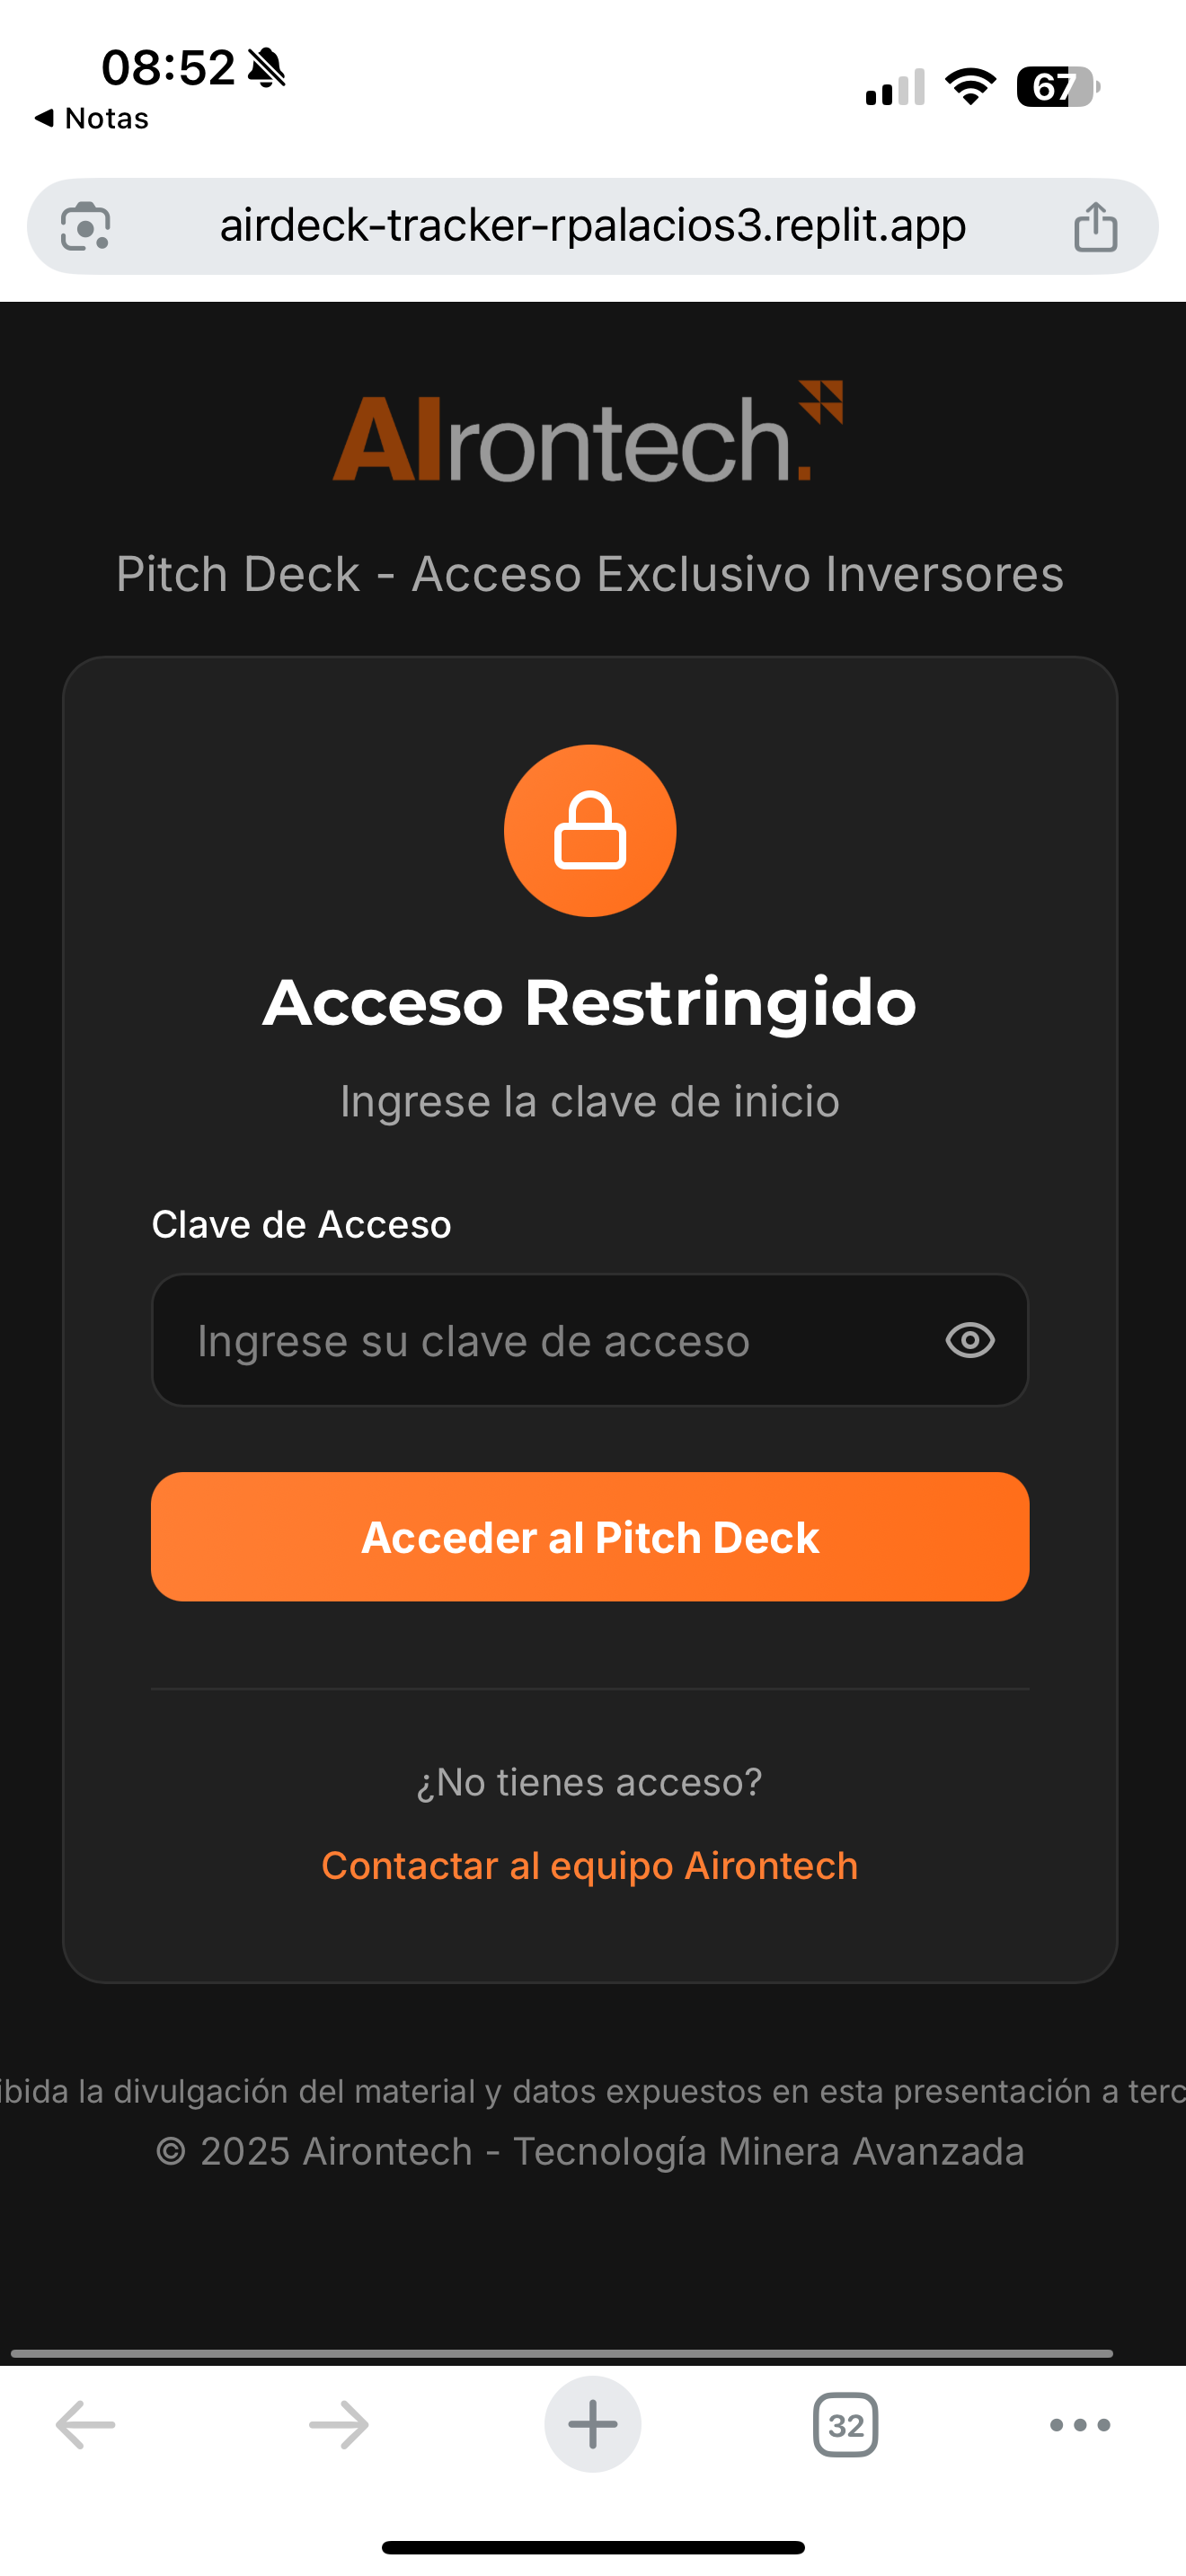 08:52
Notas
67
airdeck-tracker-rpalacios3.replit.app
AIrontech.
Pitch Deck - Acceso Exclusivo Inversores
Acceso Restringido
Ingrese la clave de inicio
Clave de Acceso
Ingrese su clave de acceso
Acceder al Pitch Deck
¿No tienes acceso?
Contactar al equipo Airontech
ibida la divulgación del material y datos expuestos en esta presentación a terc
© 2025 Airontech - Tecnología Minera Avanzada
32